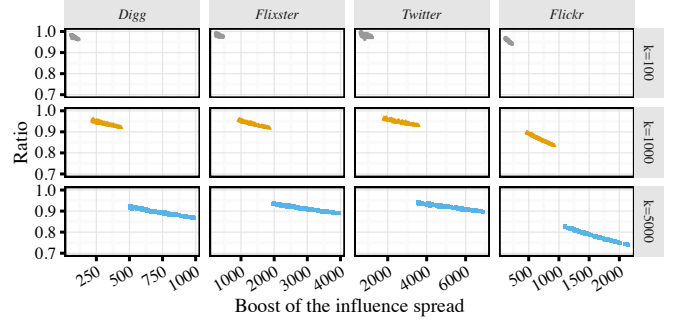 Digg Flixster Twitter Flickr
1.0
0.9
0.8
0.7
k=100
1.0
0.9
0.8
0.7
k=1000
1.0
0.9
0.8
0.7
k=5000
Ratio
250 500 750 1000 1000 2000 3000 4000 2000 4000 6000 500 1000 1500 2000
Boost of the influence spread